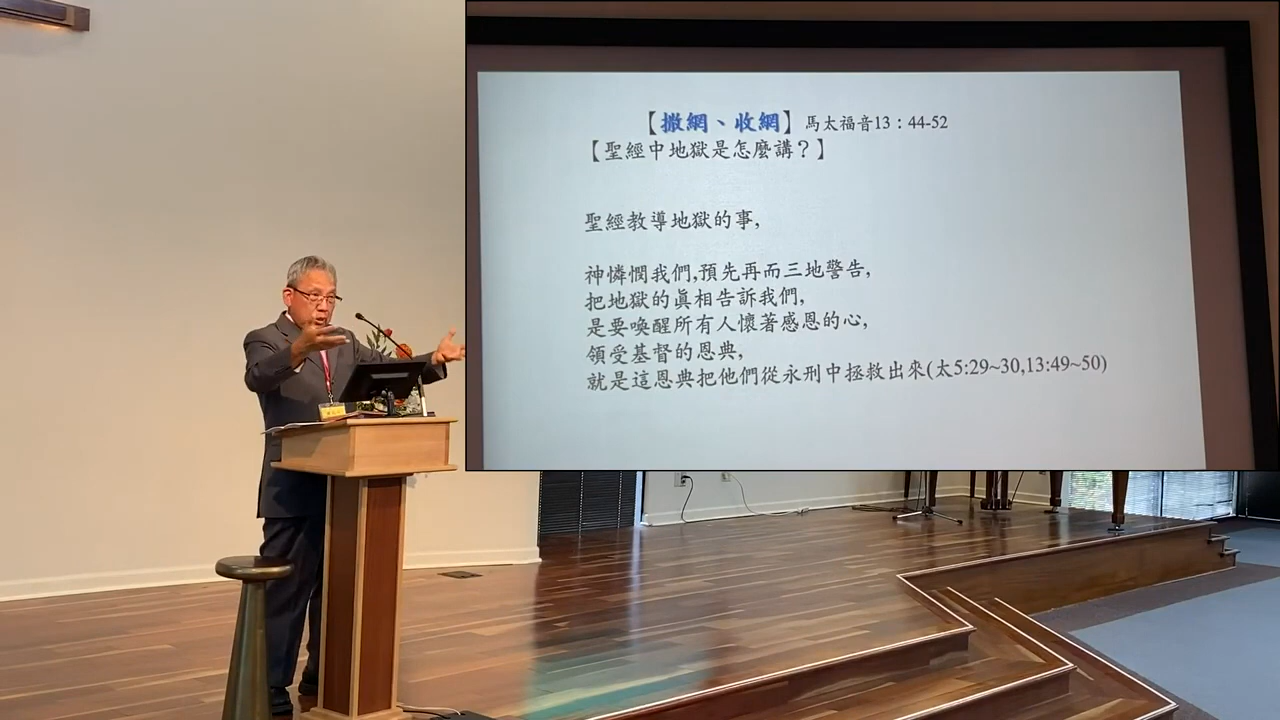 【撒網、收網】馬太福音13：44-52
【聖經中地獄是怎麼講？】
聖經教導地獄的事,
神憐憫我們,預先再而三地警告,
把地獄的眞相告訴我們,
是要喚醒所有人懷著感恩的心,
領受基督的恩典,
就是這恩典把他們從永刑中拯救出來(太5:29~30,13:49~50)